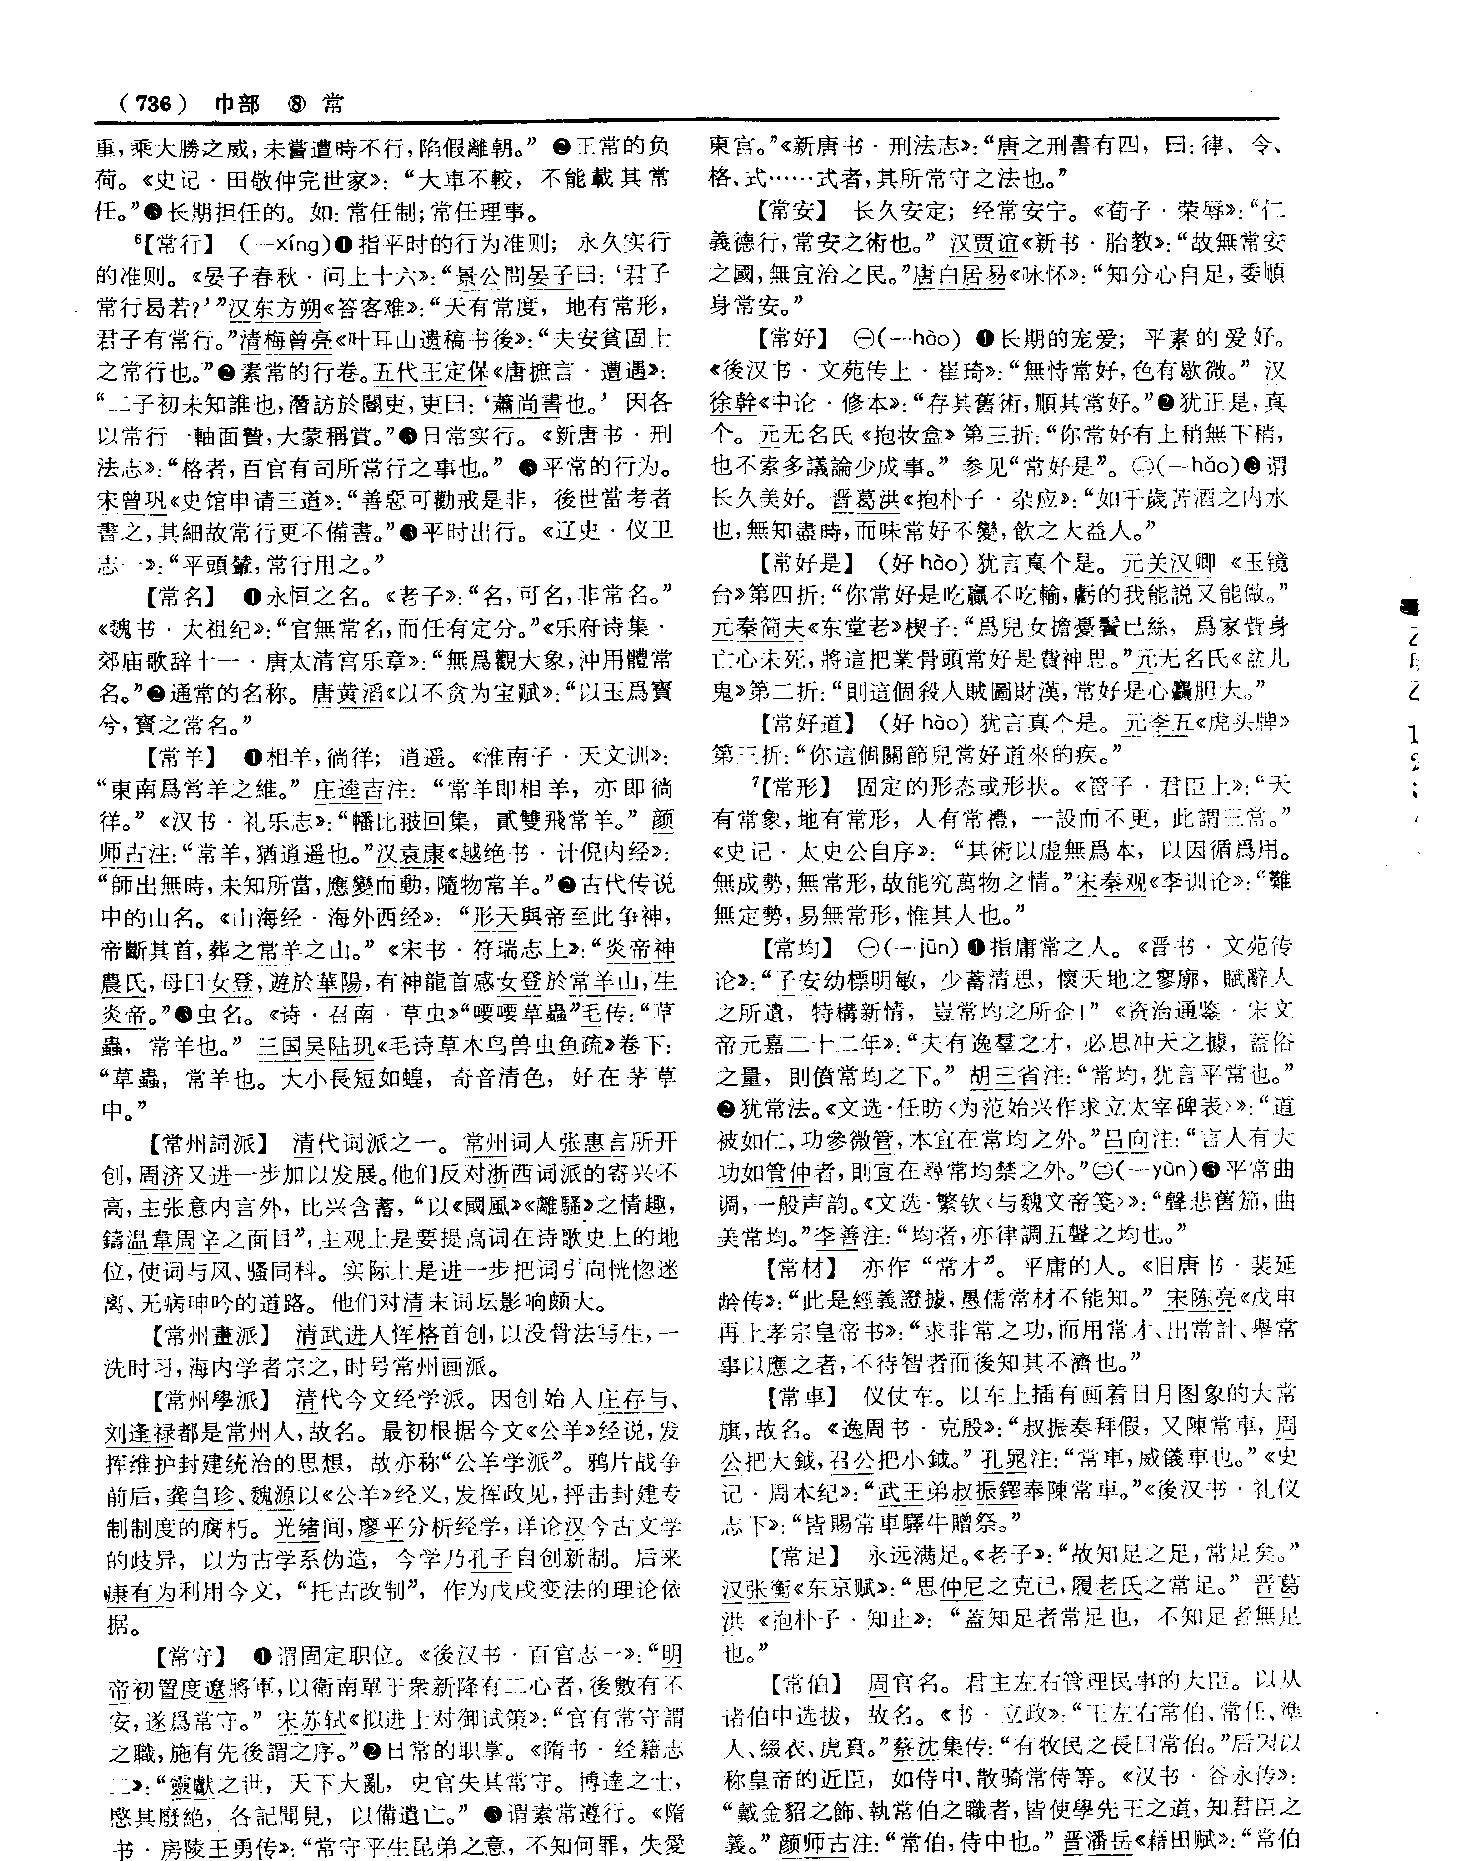 （736） 巾部 ⑧ 常
重，乘大勝之威，未嘗遭時不行，陷假離朝。” ❷王常的负
荷。《史记·田敬仲完世家》：“大車不較，不能載其常
任。”❸长期担任的。如：常任制；常任理事。
⁶【常行】 （—xíng）❶指平时的行为准则；永久实行
的准则。《晏子春秋·问上十六》：“景公問晏子曰：‘君子
常行曷若？’”汉东方朔《答客难》：“天有常度，地有常形，
君子有常行。”清梅曾亮《叶耳山遗稿书後》：“夫安貧固士
之常行也。”❷素常的行卷。五代王定保《唐摭言·遭遇》：
“二子初未知誰也，潛訪於閽吏，吏曰：‘蕭尚書也。’因各
以常行一軸面贄，大蒙稱賞。”❸日常实行。《新唐书·刑
法志》：“格者，百官有司所常行之事也。” ❹平常的行为。
宋曾巩《史馆申请三道》：“善惡可勸戒是非，後世當考者
書之，其細故常行更不備書。”❺平时出行。《辽史·仪卫
志一》：“平頭輦，常行用之。”
【常名】 ❶永恒之名。《老子》：“名，可名，非常名。”
《魏书·太祖纪》：“官無常名，而任有定分。”《乐府诗集·
郊庙歌辞十一·唐太清宫乐章》：“無爲觀大象，沖用體常
名。”❷通常的名称。唐黄滔《以不贪为宝赋》：“以玉爲寶
兮，寶之常名。”
【常羊】 ❶相羊，徜徉；逍遥。《淮南子·天文训》：
“東南爲常羊之維。” 庄逵吉注：“常羊即相羊，亦即徜
徉。”《汉书·礼乐志》：“幡比翄回集，貳雙飛常羊。” 颜
师古注：“常羊，猶逍遥也。”汉袁康《越绝书·计倪内经》：
“師出無時，未知所當，應變而動，隨物常羊。”❷古代传说
中的山名。《山海经·海外西经》：“形天與帝至此争神，
帝斷其首，葬之常羊之山。”《宋书·符瑞志上》：“炎帝神
農氏，母曰女登，遊於華陽，有神龍首感女登於常羊山，生
炎帝。”❸虫名。《诗·召南·草虫》“喓喓草蟲”毛传：“草
蟲，常羊也。” 三国吴陆玑《毛诗草木鸟兽虫鱼疏》卷下：
“草蟲，常羊也。大小長短如蝗，奇音清色，好在茅草
中。”
【常州詞派】 清代词派之一。常州词人张惠言所开
创，周济又进一步加以发展。他们反对浙西词派的寄兴不
高，主张意内言外，比兴含蓄，“以《國風》《離騷》之情趣，
鑄温韋周辛之面目”，主观上是要提高词在诗歌史上的地
位，使词与风、骚同科。实际上是进一步把词引向恍惚迷
离、无病呻吟的道路。他们对清末词坛影响颇大。
【常州畫派】 清武进人恽格首创，以没骨法写生，一
洗时习，海内学者宗之，时号常州画派。
【常州學派】 清代今文经学派。因创始人庄存与、
刘逢禄都是常州人，故名。最初根据今文《公羊》经说，发
挥维护封建统治的思想，故亦称“公羊学派”。鸦片战争
前后，龚自珍、魏源以《公羊》经义，发挥政见，抨击封建专
制制度的腐朽。光绪间，廖平分析经学，详论汉今古文学
的歧异，以为古学系伪造，今学乃孔子自创新制。后来
康有为利用今文，“托古改制”，作为戊戌变法的理论依
据。
【常守】 ❶谓固定职位。《後汉书·百官志一》：“明
帝初置度遼將軍，以衛南單于衆新降有二心者，後數有不
安，遂爲常守。” 宋苏轼《拟进士对御试策》：“官有常守謂
之職，施有先後謂之序。”❷日常的职掌。《隋书·经籍志
二》：“靈獻之世，天下大亂，史官失其常守。博達之士，
愍其廢絶，各記聞見，以備遺亡。” ❸谓素常遵行。《隋
书·房陵王勇传》：“常守平生昆弟之意，不知何罪，失愛
東宫。”《新唐书·刑法志》：“唐之刑書有四，曰：律、令、
格、式……式者，其所常守之法也。”
【常安】 长久安定；经常安宁。《荀子·荣辱》：“仁
義德行，常安之術也。” 汉贾谊《新书·胎教》：“故無常安
之國，無宜治之民。”唐白居易《咏怀》：“知分心自足，委順
身常安。”
【常好】 ㊀（—hào） ❶长期的宠爱；平素的爱好。
《後汉书·文苑传上·崔琦》：“無恃常好，色有歇微。” 汉
徐幹《中论·修本》：“存其舊術，順其常好。”❷犹正是，真
个。元无名氏《抱妆盒》第三折：“你常好有上稍無下稍，
也不索多議論少成事。” 参见“常好是”。㊁（—hǎo）❸谓
长久美好。晋葛洪《抱朴子·杂应》：“如千歲苦酒之内水
也，無知盡時，而味常好不變，飲之大益人。”
【常好是】 （好 hào）犹言真个是。元关汉卿《玉镜
台》第四折：“你常好是吃贏不吃輸，虧的我能説又能做。”
元秦简夫《东堂老》楔子：“爲兒女擔憂鬢已絲，爲家貲身
亡心未死，將這把業骨頭常好是費神思。”元无名氏《盆儿
鬼》第二折：“則這個殺人賊圖財漢，常好是心麤胆大。”
【常好道】 （好 hào）犹言真个是。元李五《虎头牌》
第三折：“你這個關節兒常好道來的疾。”
⁷【常形】 固定的形态或形状。《管子·君臣上》：“天
有常象，地有常形，人有常禮，一設而不更，此謂三常。”
《史记·太史公自序》：“其術以虚無爲本，以因循爲用。
無成勢，無常形，故能究萬物之情。”宋秦观《李训论》：“難
無定勢，易無常形，惟其人也。”
【常均】 ㊀（—jūn）❶指庸常之人。《晋书·文苑传
论》：“子安幼標明敏，少蓄清思，懷天地之寥廓，賦辭人
之所遺，特構新情，豈常均之所企！”《资治通鉴·宋文
帝元嘉二十二年》：“夫有逸羣之才，必思冲天之據，蓋俗
之量，則僨常均之下。” 胡三省注：“常均，犹言平常也。”
❷犹常法。《文选·任昉〈为范始兴作求立太宰碑表〉》：“道
被如仁，功參微管，本宜在常均之外。”吕向注：“言人有大
功如管仲者，則宜在尋常均禁之外。”㊁（—yùn）❸平常曲
调，一般声韵。《文选·繁钦〈与魏文帝笺〉》：“聲悲舊笳，曲
美常均。”李善注：“均者，亦律調五聲之均也。”
【常材】 亦作“常才”。平庸的人。《旧唐书·裴延
龄传》：“此是經義證據，愚儒常材不能知。” 宋陈亮《戊申
再上孝宗皇帝书》：“求非常之功，而用常才、出常計、舉常
事以應之者，不待智者而後知其不濟也。”
【常車】 仪仗车。以车上插有画着日月图象的大常
旗，故名。《逸周书·克殷》：“叔振奏拜假，又陳常車，周
公把大鉞，召公把小鉞。” 孔晁注：“常車，威儀車也。”《史
记·周本纪》：“武王弟叔振鐸奉陳常車。”《後汉书·礼仪
志下》：“皆賜常車驛牛贈祭。”
【常足】 永远满足。《老子》：“故知足之足，常足矣。”
汉张衡《东京赋》：“思仲尼之克己，履老氏之常足。” 晋葛
洪《抱朴子·知止》：“蓋知足者常足也，不知足者無足
也。”
【常伯】 周官名。君主左右管理民事的大臣。以从
诸伯中选拔，故名。《书·立政》：“王左右常伯、常任、準
人、綴衣、虎賁。”蔡沈集传：“有牧民之長曰常伯。”后因以
称皇帝的近臣，如侍中、散骑常侍等。《汉书·谷永传》：
“戴金貂之飾、執常伯之職者，皆使學先王之道，知君臣之
義。” 颜师古注：“常伯，侍中也。” 晋潘岳《藉田赋》：“常伯